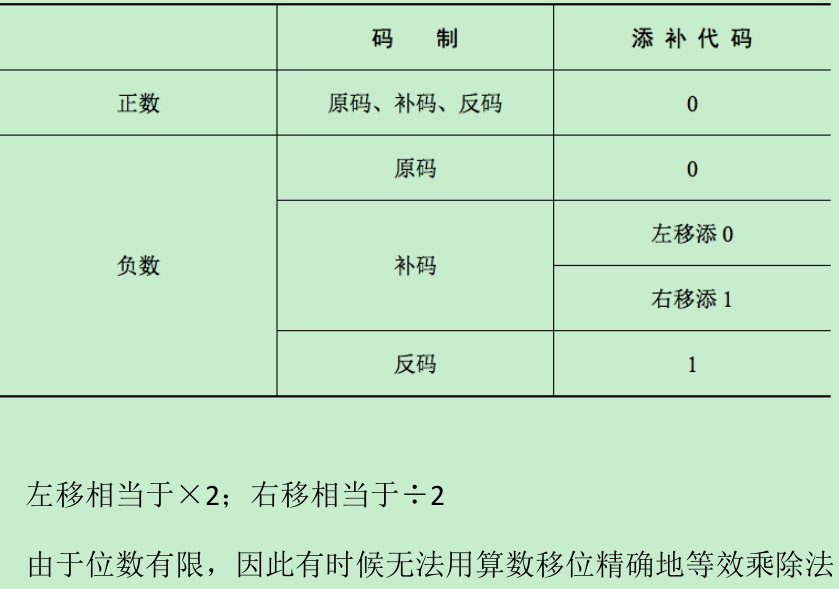 码 制 添 补 代 码
正数 原码、补码、反码 0
原码 0
左移添 0
负数 补码
右移添 1
反码 1
左移相当于×2；右移相当于÷2
由于位数有限，因此有时候无法用算数移位精确地等效乘除法